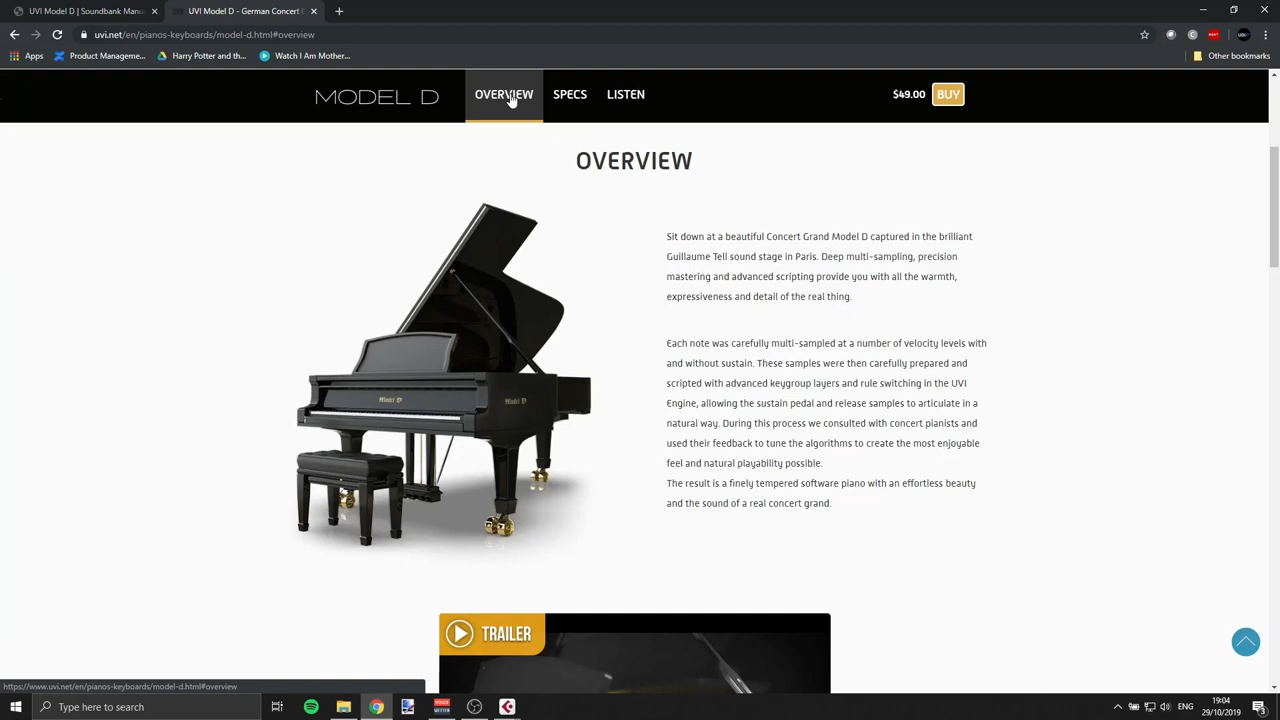 UVI Model D | Soundbank Manu
UVI Model D - German Concert G
uvi.net/en/pianos-keyboards/model-d.html#overview
Apps
Product Manageme...
Harry Potter and the...
Watch I Am Mother...
Other bookmarks
MODEL D
OVERVIEW
SPECS
LISTEN
$49.00
BUY
OVERVIEW
Sit down at a beautiful Concert Grand Model D captured in the brilliant
Guillaume Tell sound stage in Paris. Deep multi-sampling, precision
mastering and advanced scripting provide you with all the warmth,
expressiveness and detail of the real thing.
Each note was carefully multi-sampled at a number of velocity levels with
and without sustain. These samples were then carefully prepared and
scripted with advanced keygroup layers and rule switching in the UVI
Engine, allowing the sustain pedal and release samples to articulate in a
natural way. During this process we consulted with concert pianists and
used their feedback to tune the algorithms to create the most enjoyable
feel and natural playability possible.
The result is a finely tempered software piano with an effortless beauty
and the sound of a real concert grand.
Model D
Model D
TRAILER
https://www.uvi.net/en/pianos-keyboards/model-d.html#overview
Type here to search
ENG
19:04
29/10/2019